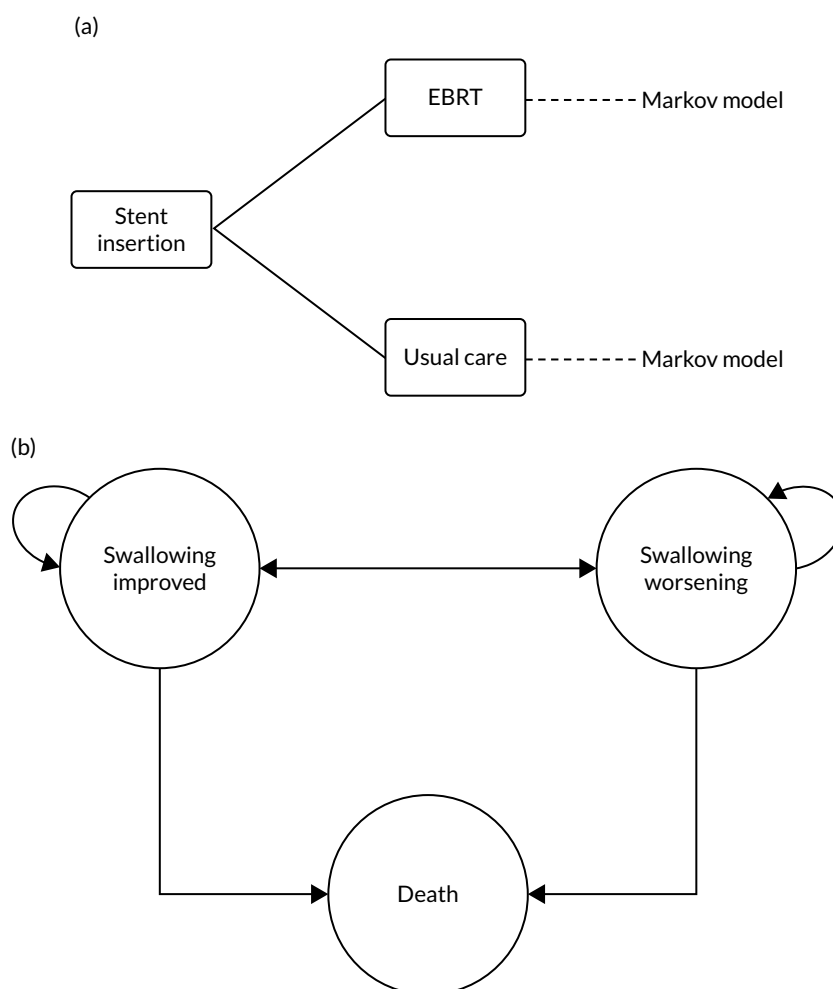 (a)
EBRT
Markov model
Stent
insertion
Usual care
Markov model
(b)
Swallowing
improved
Swallowing
worsening
Death